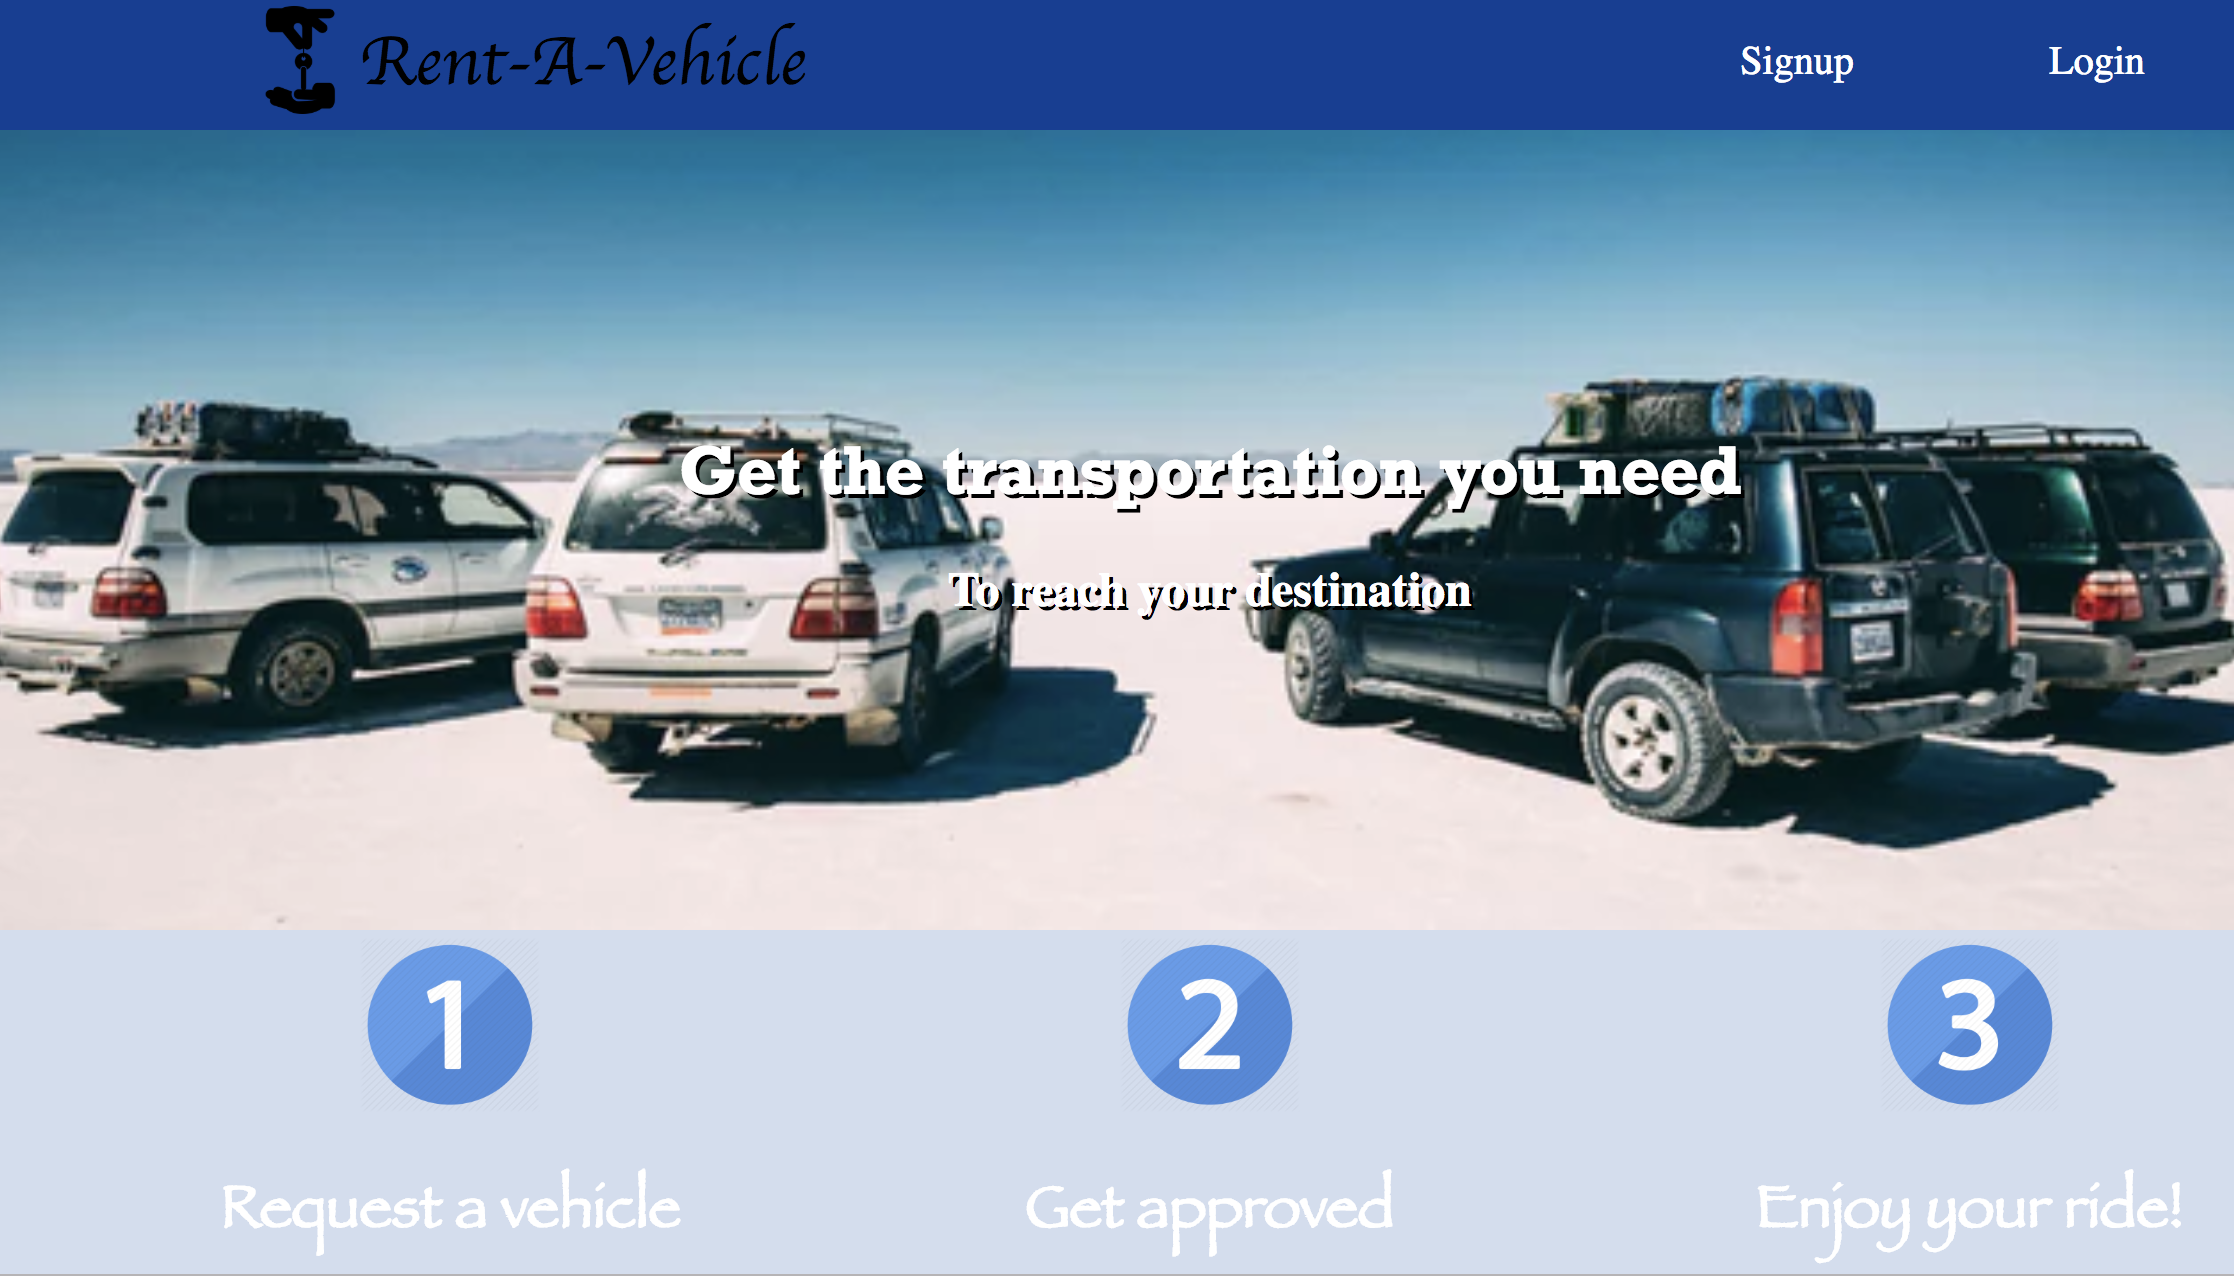 Rent-A-Vehicle
Signup
Login
Get the transportation you need
To reach your destination
1
2
3
Request a vehicle
Get approved
Enjoy your ride!